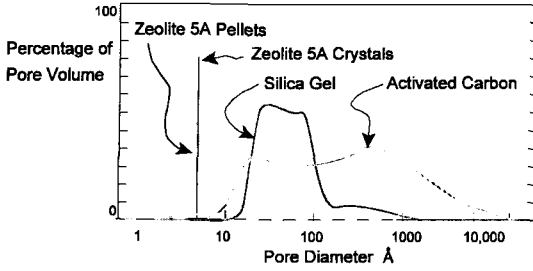 100
Zeolite 5A Pellets
Percentage of
Pore Volume
Zeolite 5A Crystals
Silica Gel
Activated Carbon
0
1 10 100 1000 10,000
Pore Diameter Å